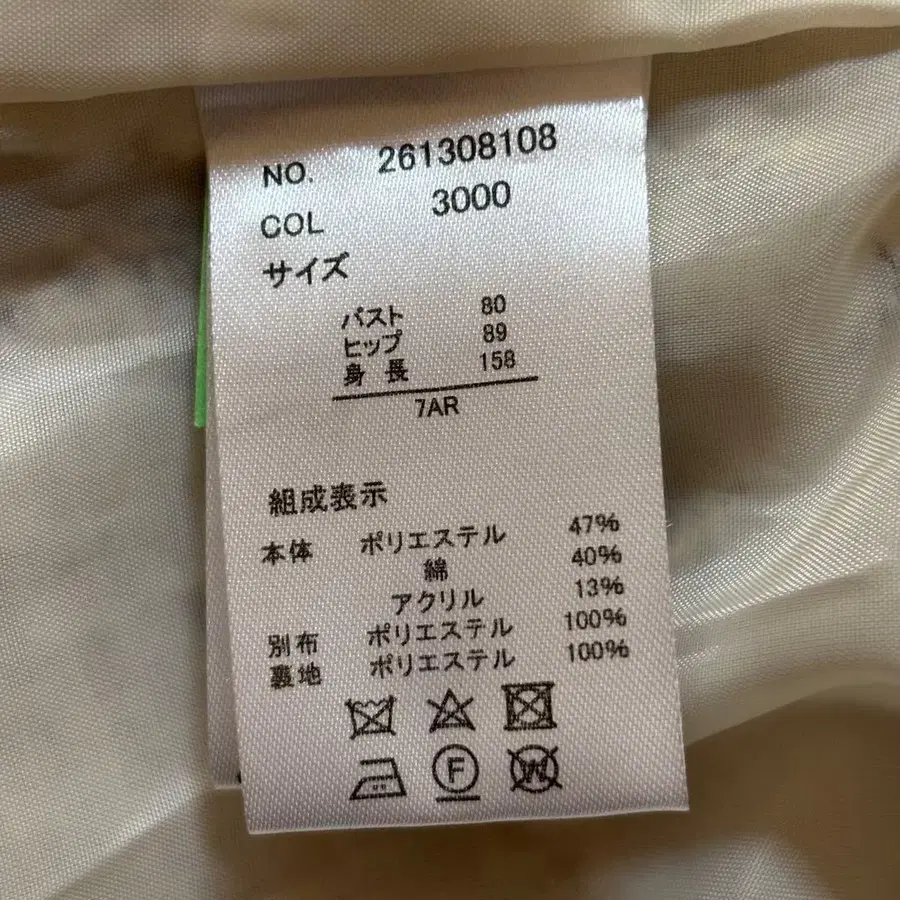 NO. 261308108
COL 3000
サイズ
バスト 80
ヒップ 89
身長 158
7AR
組成表示
本体 ポリエステル 47%
綿 40%
アクリル 13%
別布 ポリエステル 100%
裏地 ポリエステル 100%
F W